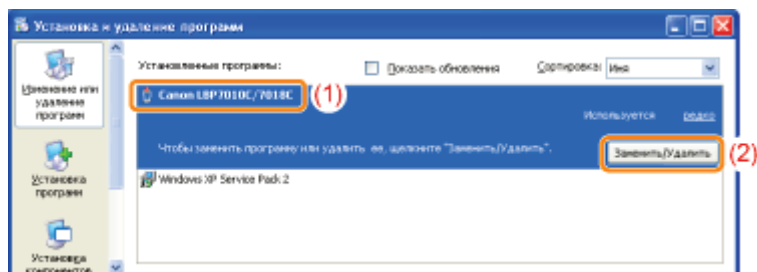 Установка и удаление программ
Изменение или
удаление
программ
Установленные программы:
Показать обновления
Сортировка: Имя
Canon LBP7010C/7018C
(1)
Используется редко
Чтобы заменить программу или удалить ее, щелкните "Заменить/Удалить".
Заменить/Удалить
(2)
Windows XP Service Pack 2
Установка
программ
Установка
компонентов